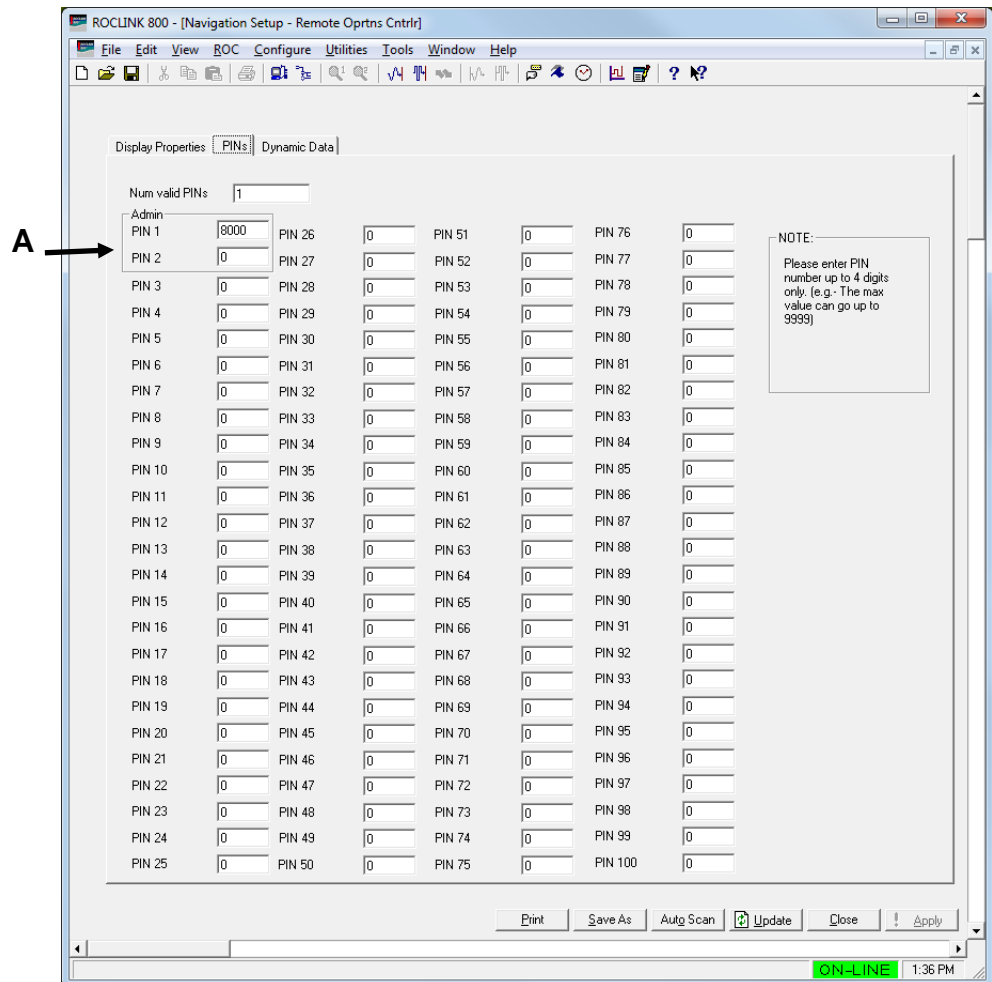 ROCLINK 800 - [Navigation Setup - Remote Oprtns Cntrlr]
File Edit View ROC Configure Utilities Tools Window Help
Display Properties PINs Dynamic Data
Num valid PINs 1
Admin
A
PIN 1 8000 PIN 26 0 PIN 51 0 PIN 76 0
PIN 2 0 PIN 27 0 PIN 52 0 PIN 77 0
PIN 3 0 PIN 28 0 PIN 53 0 PIN 78 0
PIN 4 0 PIN 29 0 PIN 54 0 PIN 79 0
PIN 5 0 PIN 30 0 PIN 55 0 PIN 80 0
PIN 6 0 PIN 31 0 PIN 56 0 PIN 81 0
PIN 7 0 PIN 32 0 PIN 57 0 PIN 82 0
PIN 8 0 PIN 33 0 PIN 58 0 PIN 83 0
PIN 9 0 PIN 34 0 PIN 59 0 PIN 84 0
PIN 10 0 PIN 35 0 PIN 60 0 PIN 85 0
PIN 11 0 PIN 36 0 PIN 61 0 PIN 86 0
PIN 12 0 PIN 37 0 PIN 62 0 PIN 87 0
PIN 13 0 PIN 38 0 PIN 63 0 PIN 88 0
PIN 14 0 PIN 39 0 PIN 64 0 PIN 89 0
PIN 15 0 PIN 40 0 PIN 65 0 PIN 90 0
PIN 16 0 PIN 41 0 PIN 66 0 PIN 91 0
PIN 17 0 PIN 42 0 PIN 67 0 PIN 92 0
PIN 18 0 PIN 43 0 PIN 68 0 PIN 93 0
PIN 19 0 PIN 44 0 PIN 69 0 PIN 94 0
PIN 20 0 PIN 45 0 PIN 70 0 PIN 95 0
PIN 21 0 PIN 46 0 PIN 71 0 PIN 96 0
PIN 22 0 PIN 47 0 PIN 72 0 PIN 97 0
PIN 23 0 PIN 48 0 PIN 73 0 PIN 98 0
PIN 24 0 PIN 49 0 PIN 74 0 PIN 99 0
PIN 25 0 PIN 50 0 PIN 75 0 PIN 100 0
NOTE:
Please enter PIN
number up to 4 digits
only. (e.g.- The max
value can go up to
9999)
Print Save As Auto Scan Update Close ! Apply
ON-LINE 1:36 PM